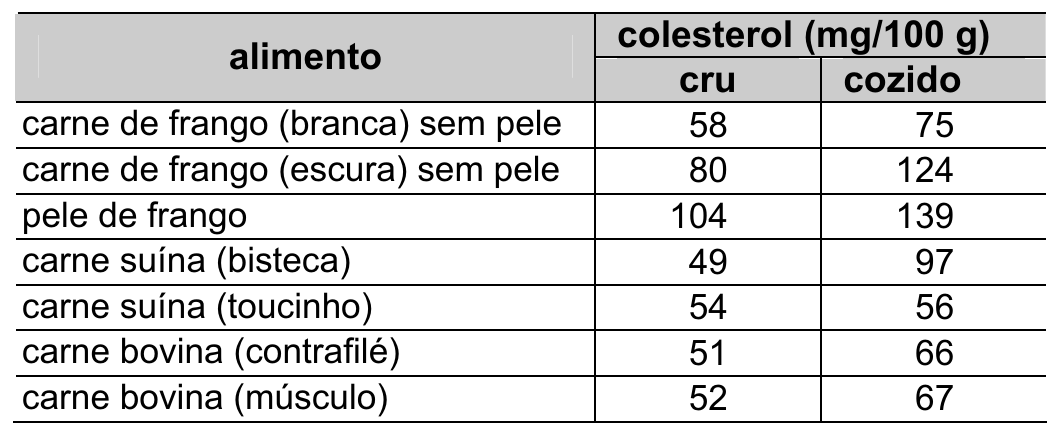 alimento colesterol (mg/100 g)
cru cozido
carne de frango (branca) sem pele 58 75
carne de frango (escura) sem pele 80 124
pele de frango 104 139
carne suína (bisteca) 49 97
carne suína (toucinho) 54 56
carne bovina (contrafilé) 51 66
carne bovina (músculo) 52 67